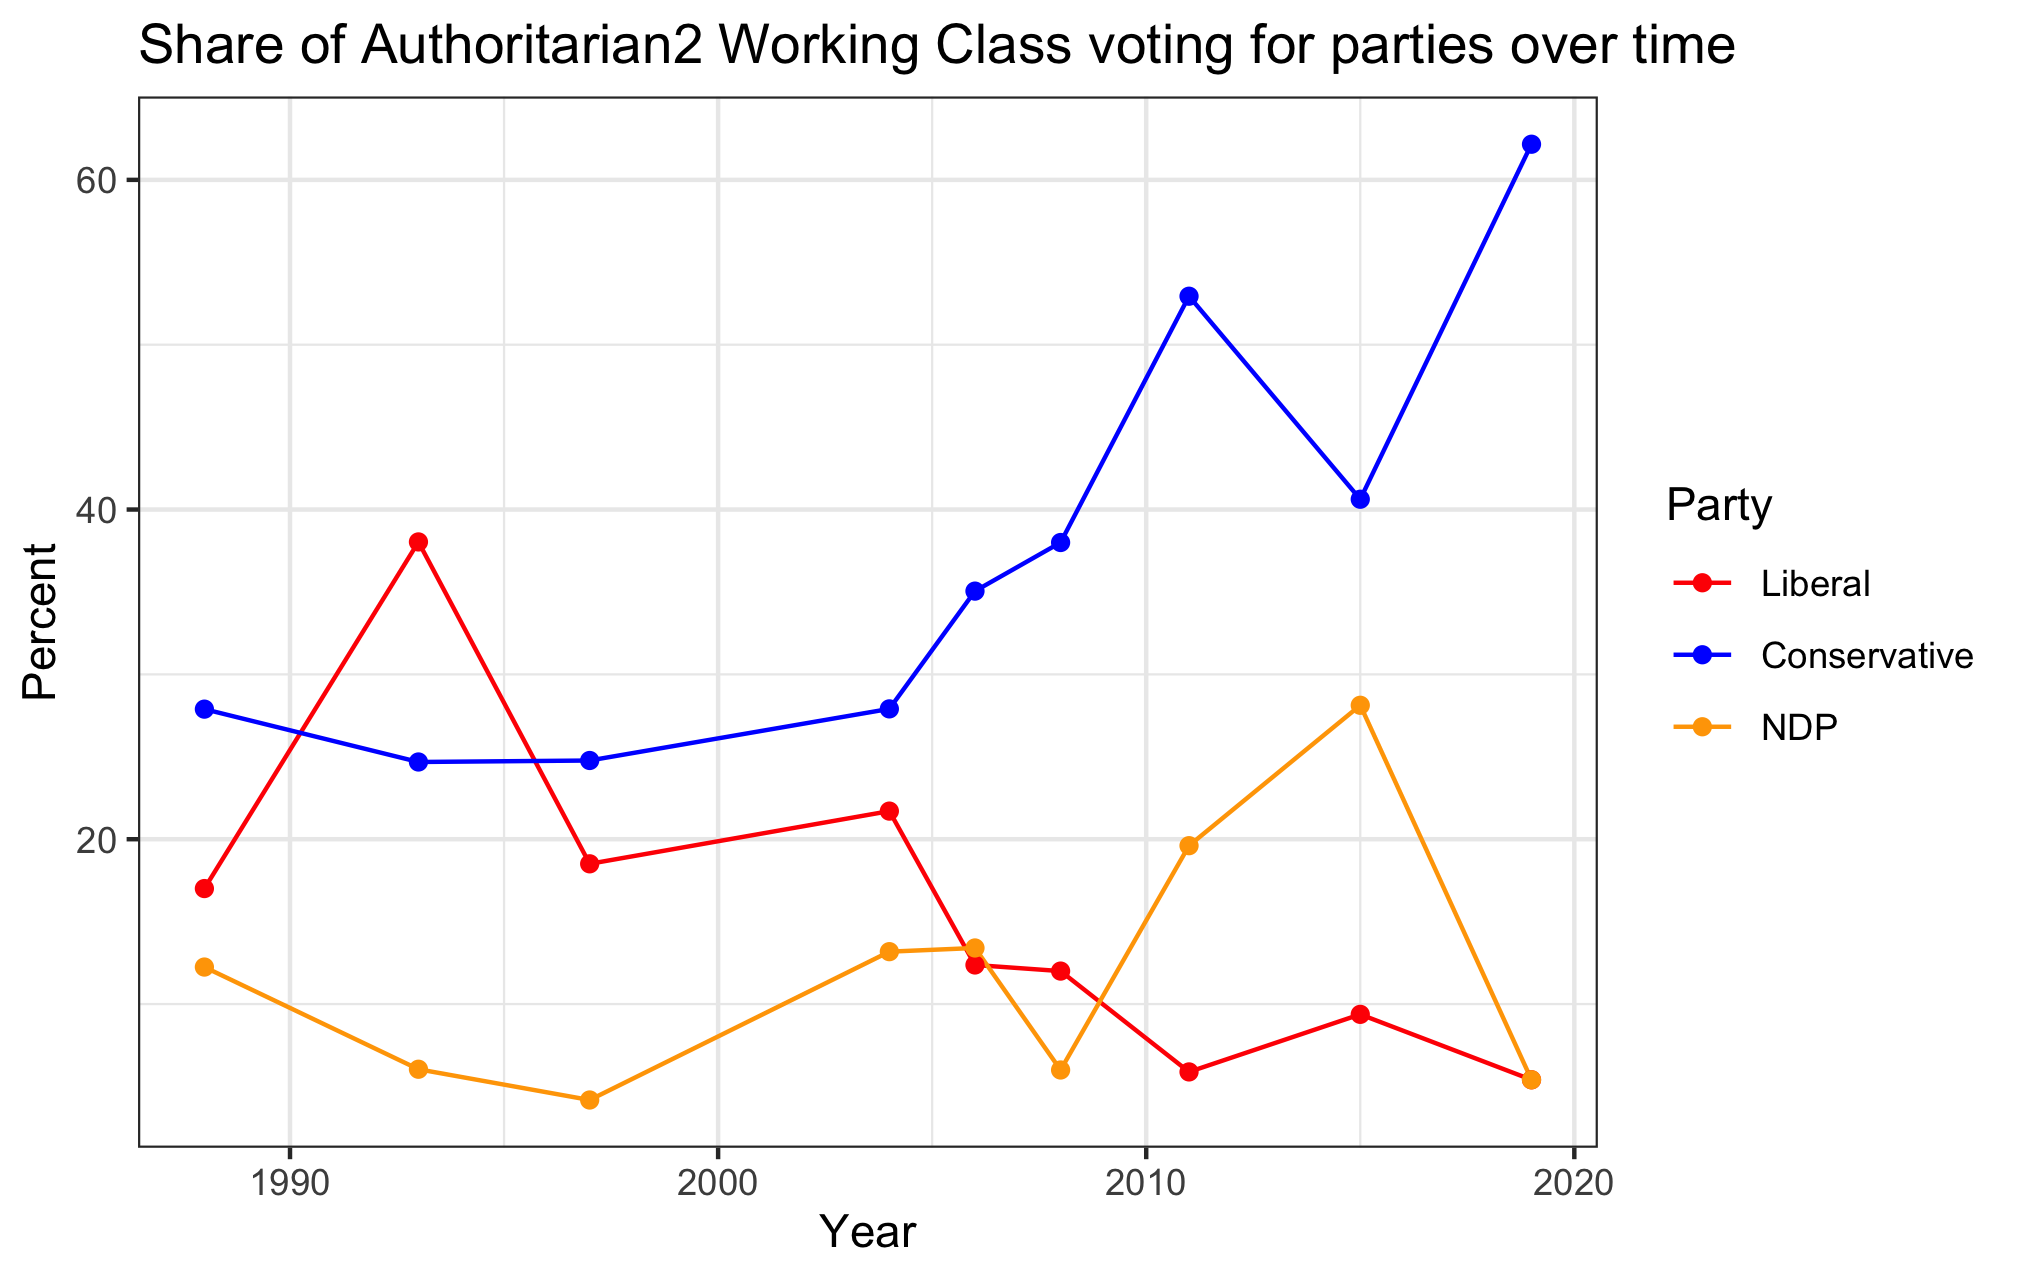 Share of Authoritarian2 Working Class voting for parties over time
60
40
20
Percent
1990
2000
2010
2020
Year
Party
Liberal
Conservative
NDP